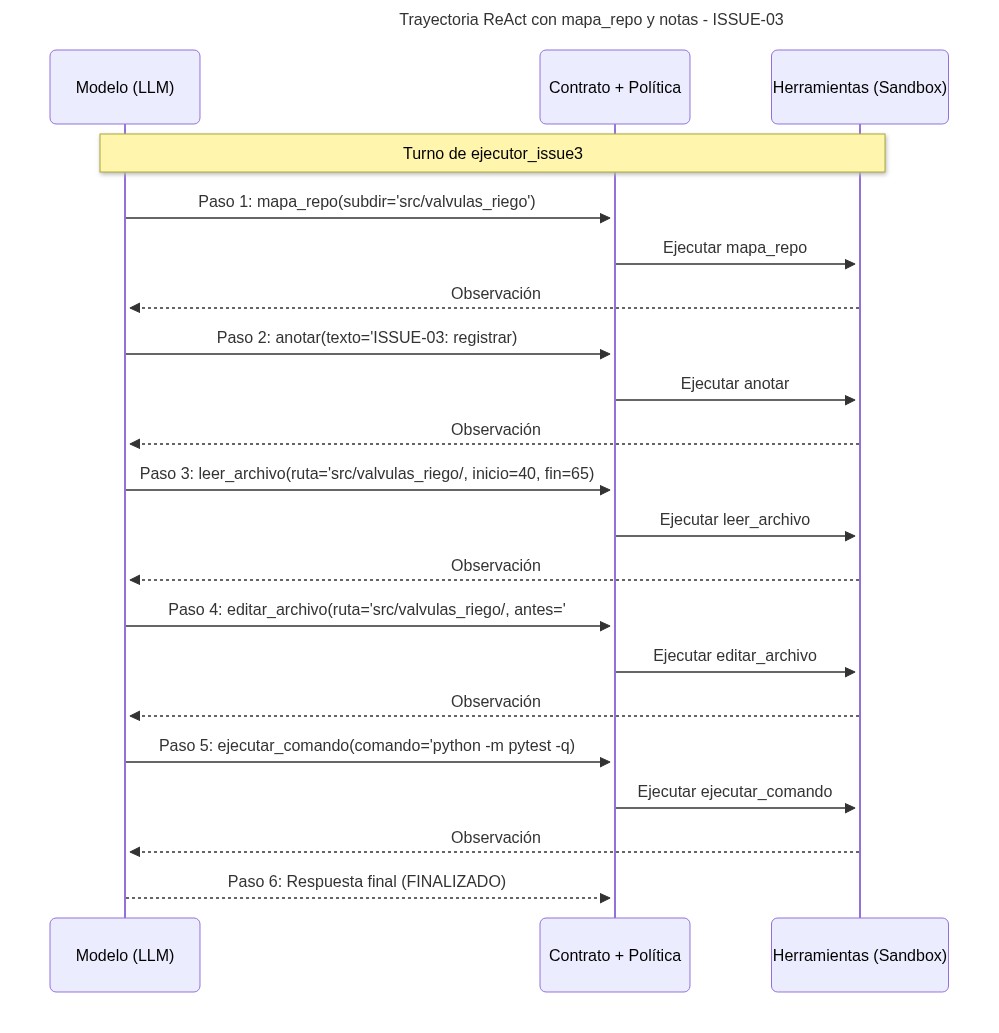 Trayectoria ReAct con mapa_repo y notas - ISSUE-03
Modelo (LLM)
Contrato + Política
Herramientas (Sandbox)
Turno de ejecutor_issue3
Paso 1: mapa_repo(subdir='src/valvulas_riego')
Ejecutar mapa_repo
Observación
Paso 2: anotar(texto='ISSUE-03: registrar)
Ejecutar anotar
Observación
Paso 3: leer_archivo(ruta='src/valvulas_riego/, inicio=40, fin=65)
Ejecutar leer_archivo
Observación
Paso 4: editar_archivo(ruta='src/valvulas_riego/, antes='
Ejecutar editar_archivo
Observación
Paso 5: ejecutar_comando(comando='python -m pytest -q)
Ejecutar ejecutar_comando
Observación
Paso 6: Respuesta final (FINALIZADO)
Modelo (LLM)
Contrato + Política
Herramientas (Sandbox)